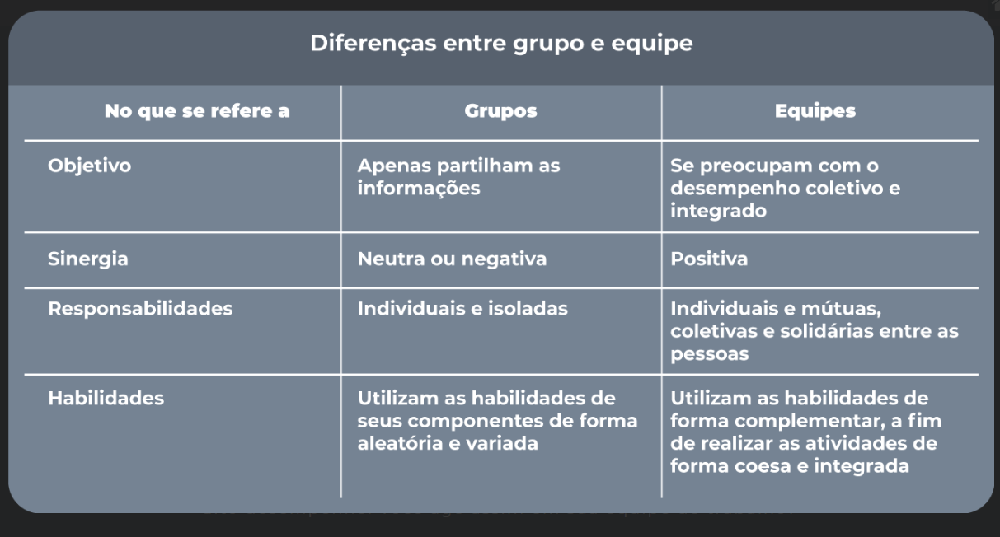 Diferenças entre grupo e equipe
No que se refere a
Grupos
Equipes
Objetivo
Apenas partilham as
informações
Se preocupam com o
desempenho coletivo e
integrado
Sinergia
Neutra ou negativa
Positiva
Responsabilidades
Individuais e isoladas
Individuais e mútuas,
coletivas e solidárias entre as
pessoas
Habilidades
Utilizam as habilidades de
seus componentes de forma
aleatória e variada
Utilizam as habilidades de
forma complementar, a fim
de realizar as atividades de
forma coesa e integrada